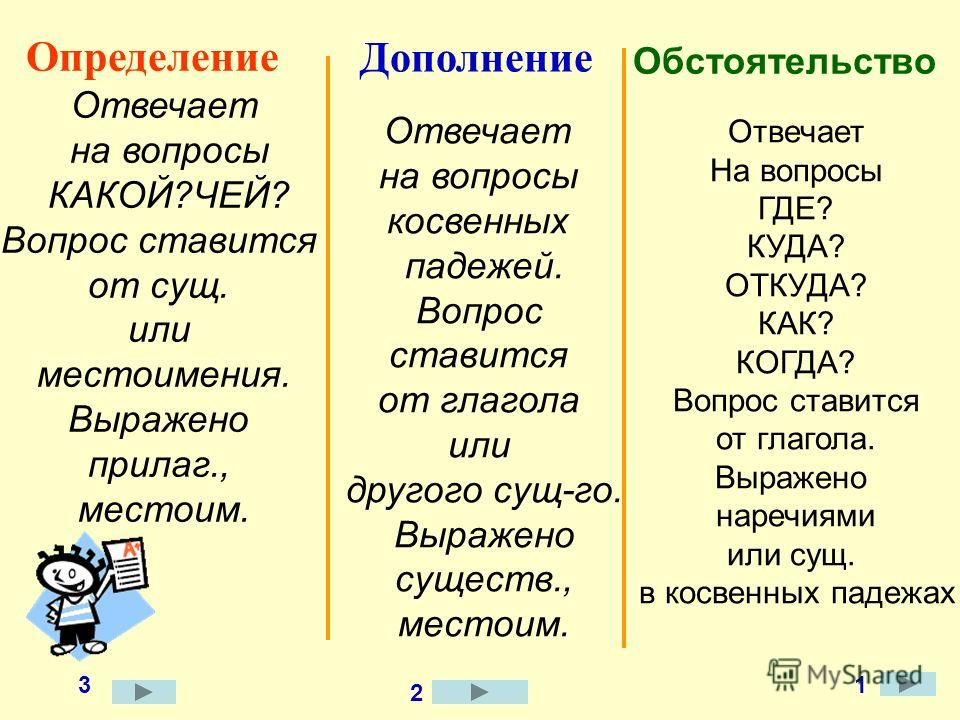 Определение
Отвечает
на вопросы
КАКОЙ?ЧЕЙ?
Вопрос ставится
от сущ.
или
местоимения.
Выражено
прилаг.,
местоим.
A+
3
Дополнение
Отвечает
на вопросы
косвенных
падежей.
Вопрос
ставится
от глагола
или
другого сущ-го.
Выражено
существ.,
местоим.
2
Обстоятельство
Отвечает
На вопросы
ГДЕ?
КУДА?
ОТКУДА?
КАК?
КОГДА?
Вопрос ставится
от глагола.
Выражено
наречиями
или сущ.
в косвенных падежах
1
MyShared